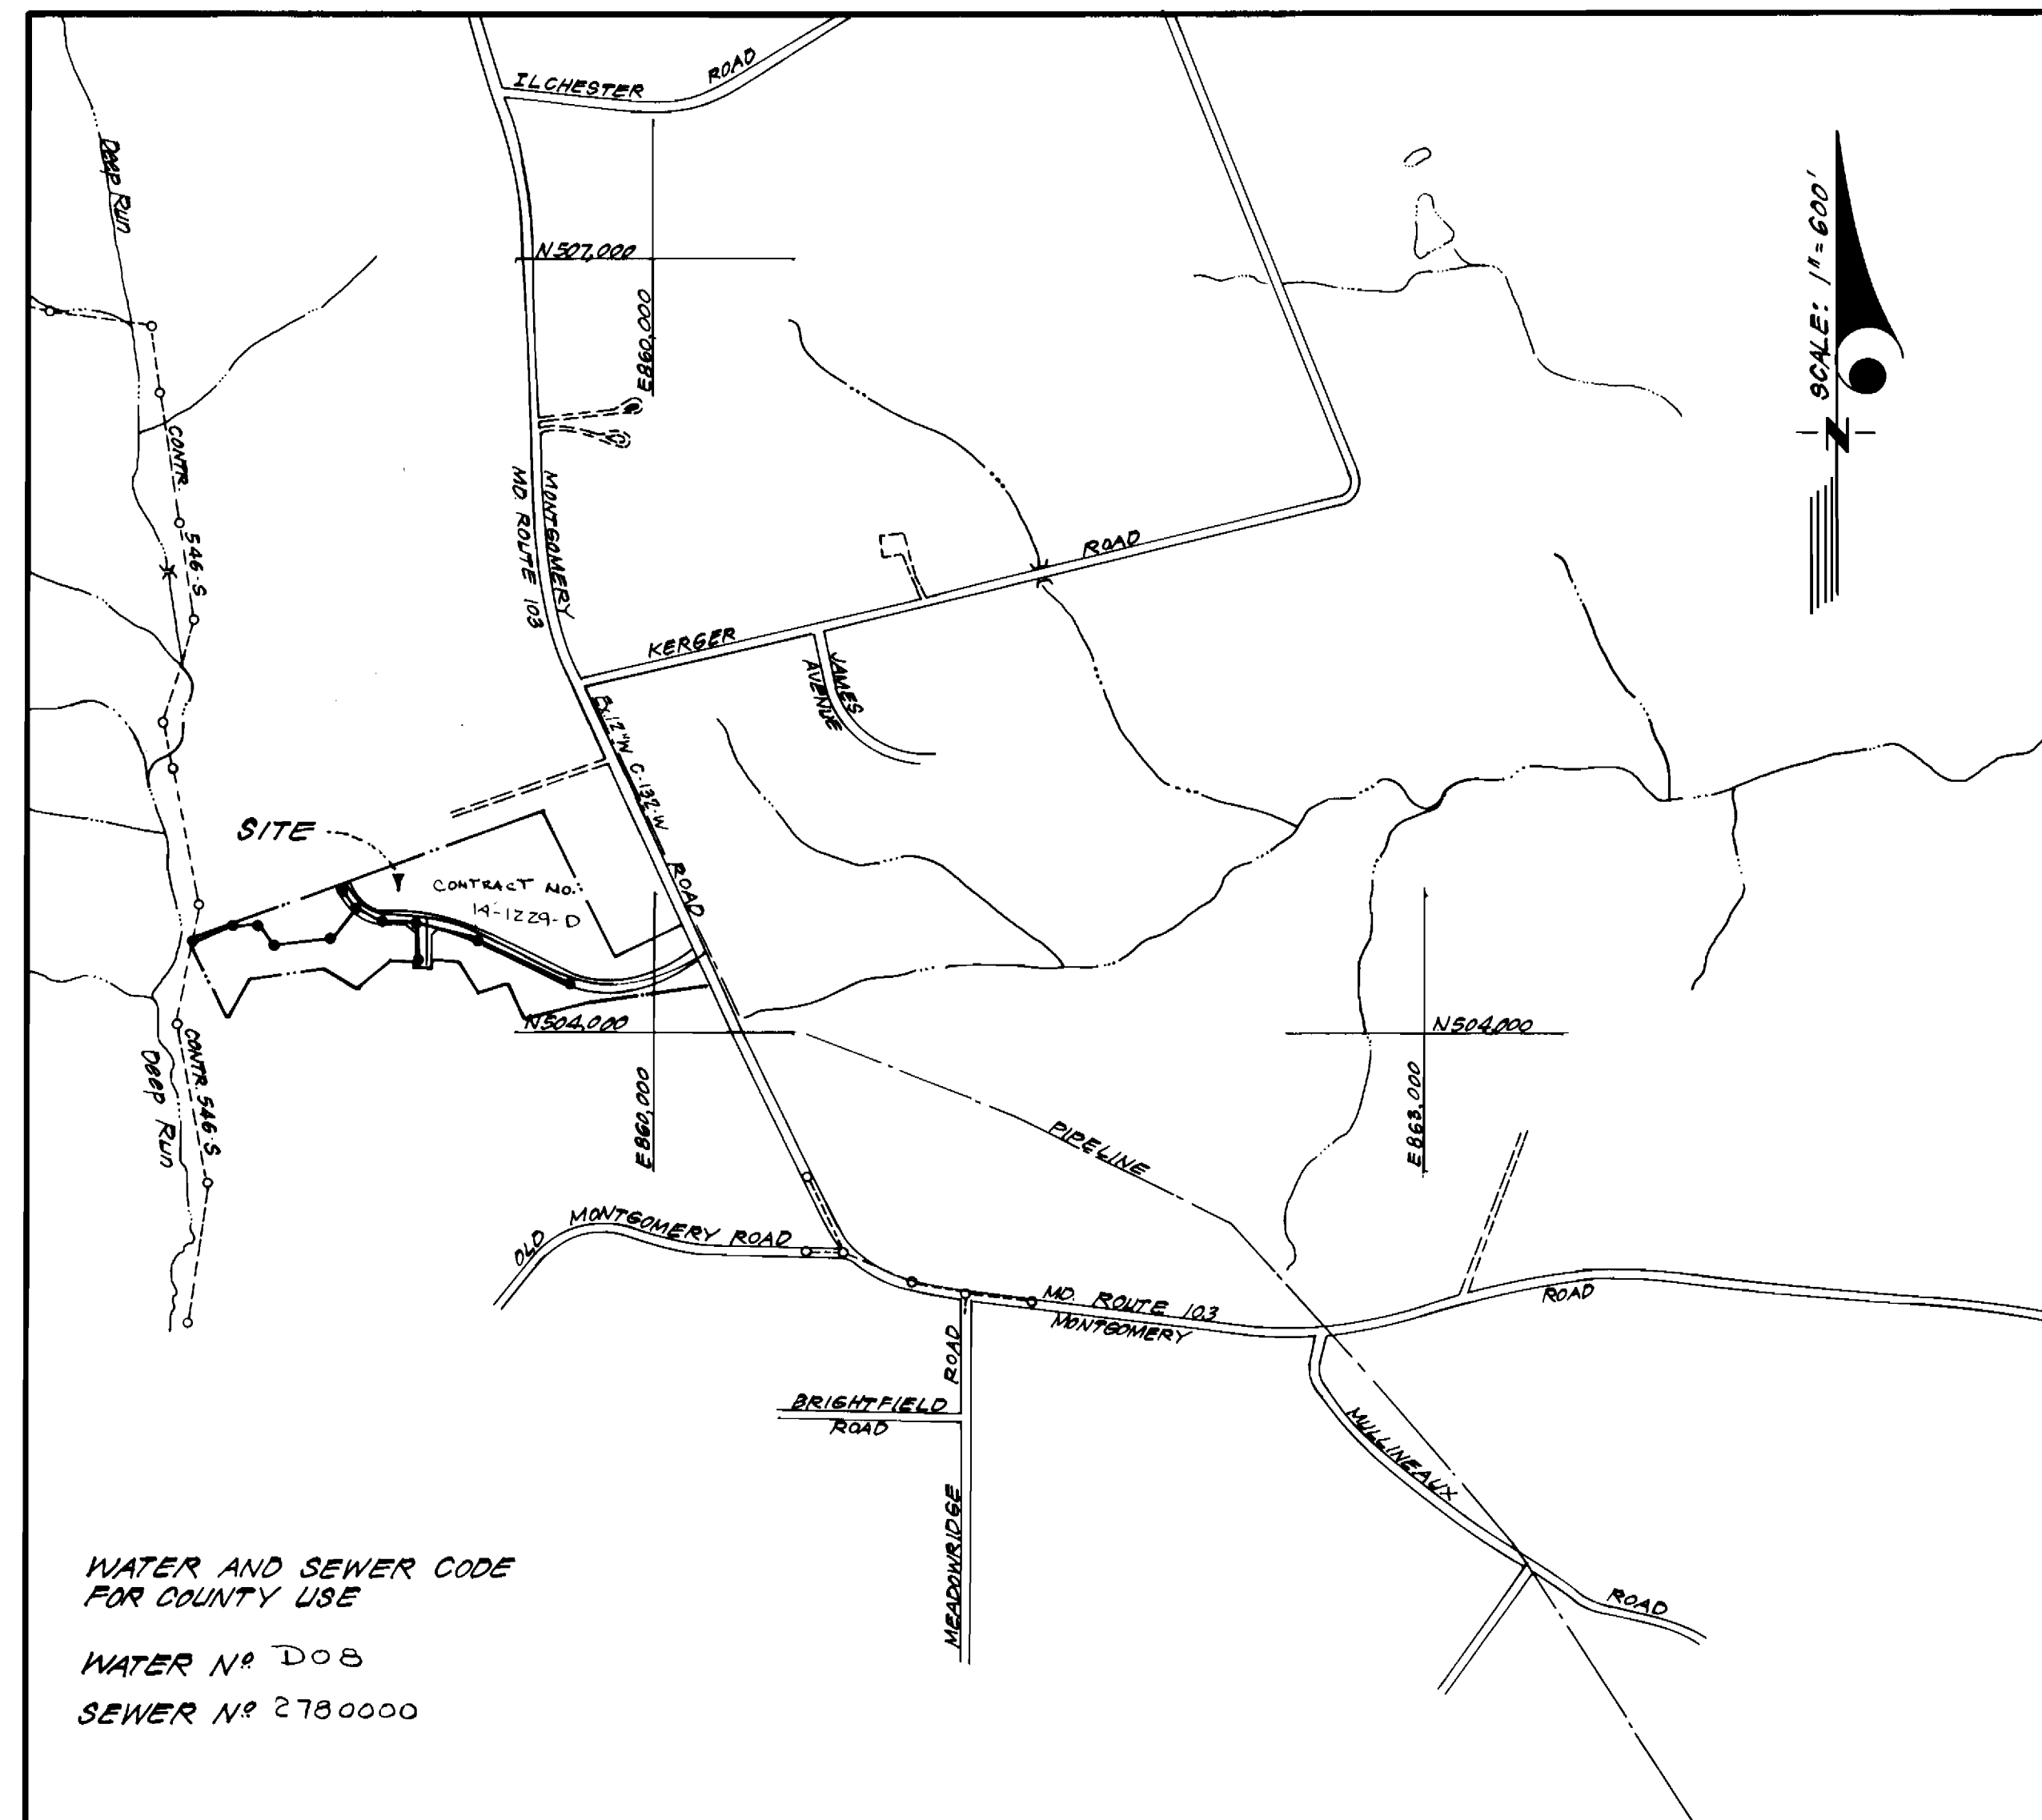 ILCHESTER ROAD
Deep Run
SCALE: 1"=600'
N507,000
E860,000
CONTR. 546-S
MONTGOMERY
MD. ROUTE 103
N
KERGER ROAD
JAMES
AVENUE
EX.12"W C-132-W
ROAD
SITE
CONTRACT NO.:
14-1229-D
N504,000
E860,000
N504,000
E863,000
CONTR. 546-S
Deep Run
PIPELINE
OLD MONTGOMERY ROAD
MD. ROUTE 103
MONTGOMERY ROAD
BRIGHTFIELD
ROAD
MEADOWRIDGE ROAD
MULLINEAUX ROAD
WATER AND SEWER CODE
FOR COUNTY USE
WATER Nº D08
SEWER Nº 2780000